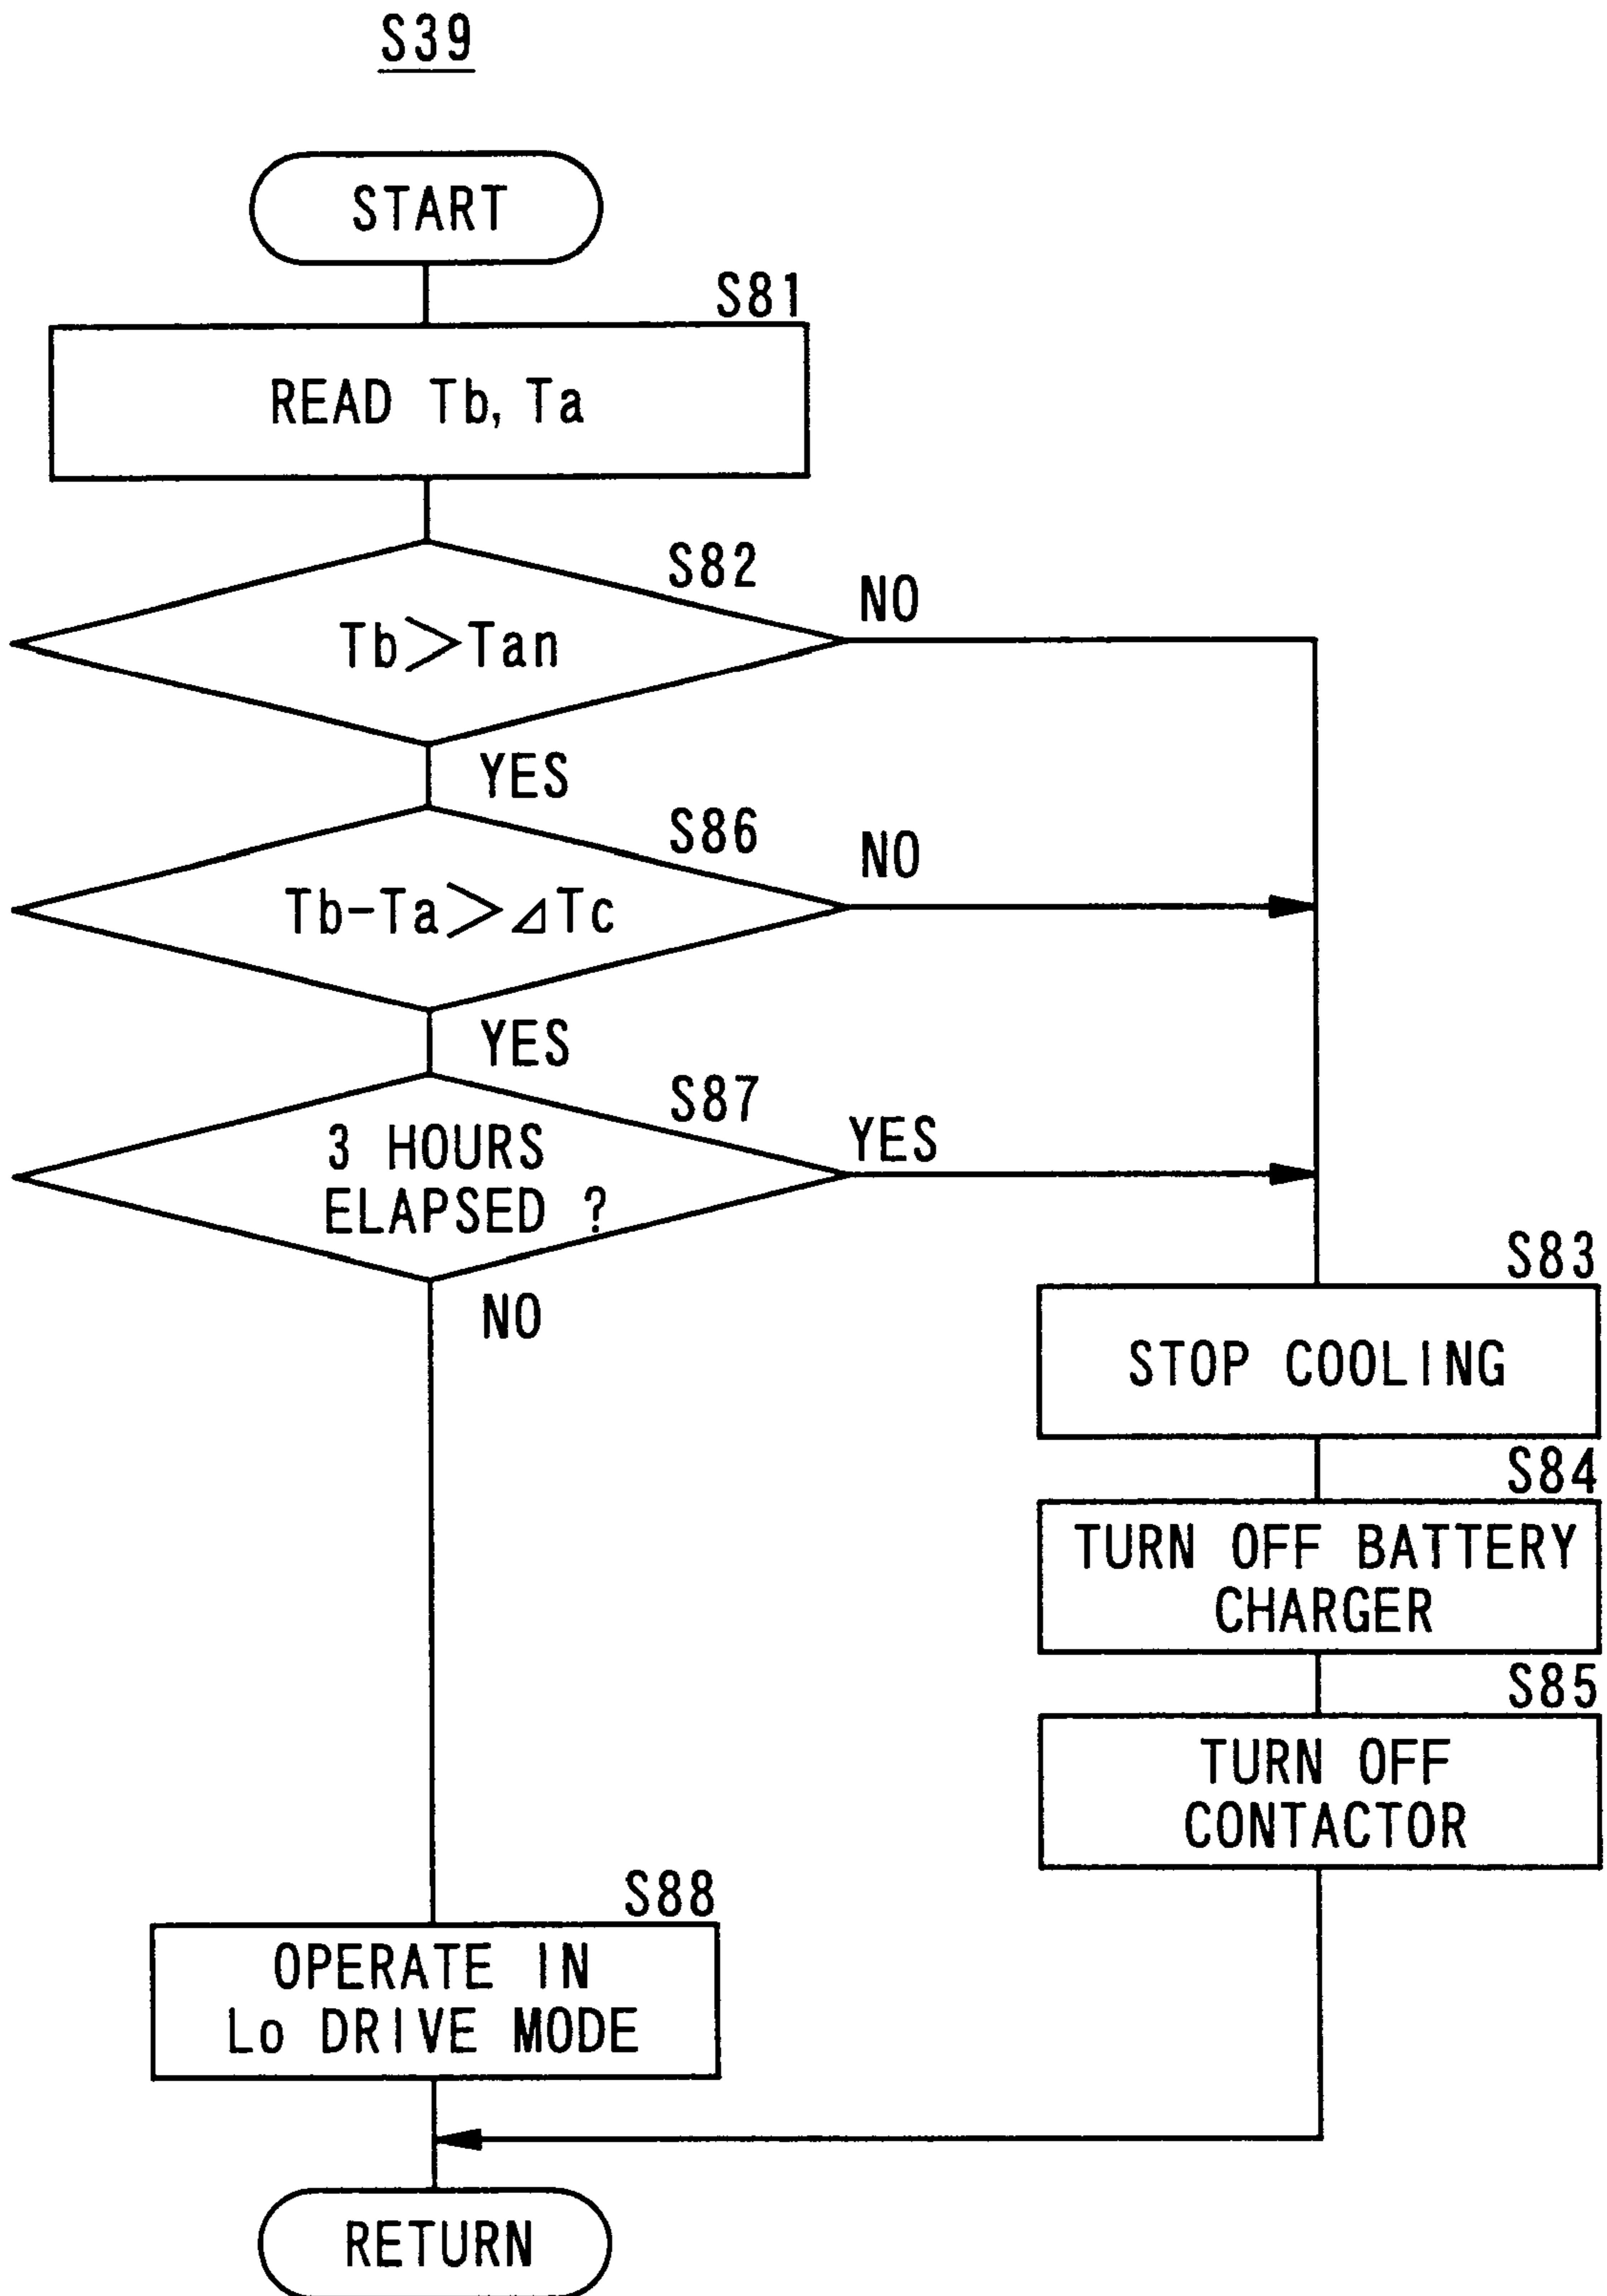 S39
START
S81
READ Tb, Ta
S82
Tb>Tan
NO
YES
S86
Tb-Ta>⊿Tc
NO
YES
S87
3 HOURS
ELAPSED ?
YES
NO
S83
STOP COOLING
S84
TURN OFF BATTERY
CHARGER
S85
TURN OFF
CONTACTOR
S88
OPERATE IN
Lo DRIVE MODE
RETURN